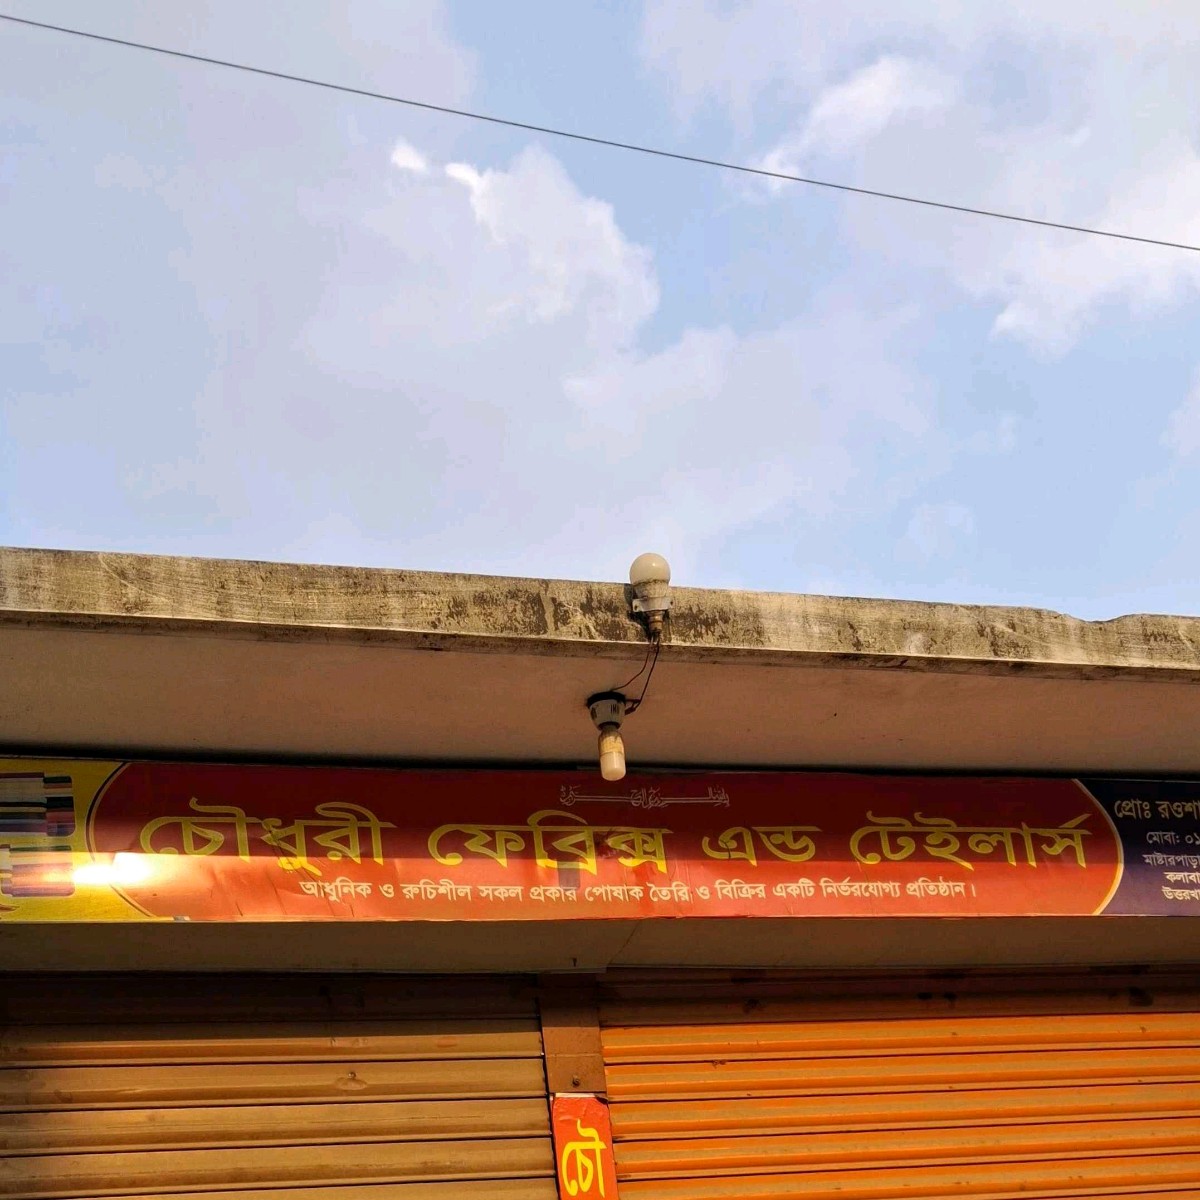 চৌধুরী ফেব্রিক্স এন্ড টেইলার্স
আধুনিক ও রুচিশীল সকল প্রকার পোষাক তৈরি ও বিক্রির একটি নির্ভরযোগ্য প্রতিষ্ঠান।
প্রোঃ
মোবা:
চৌ